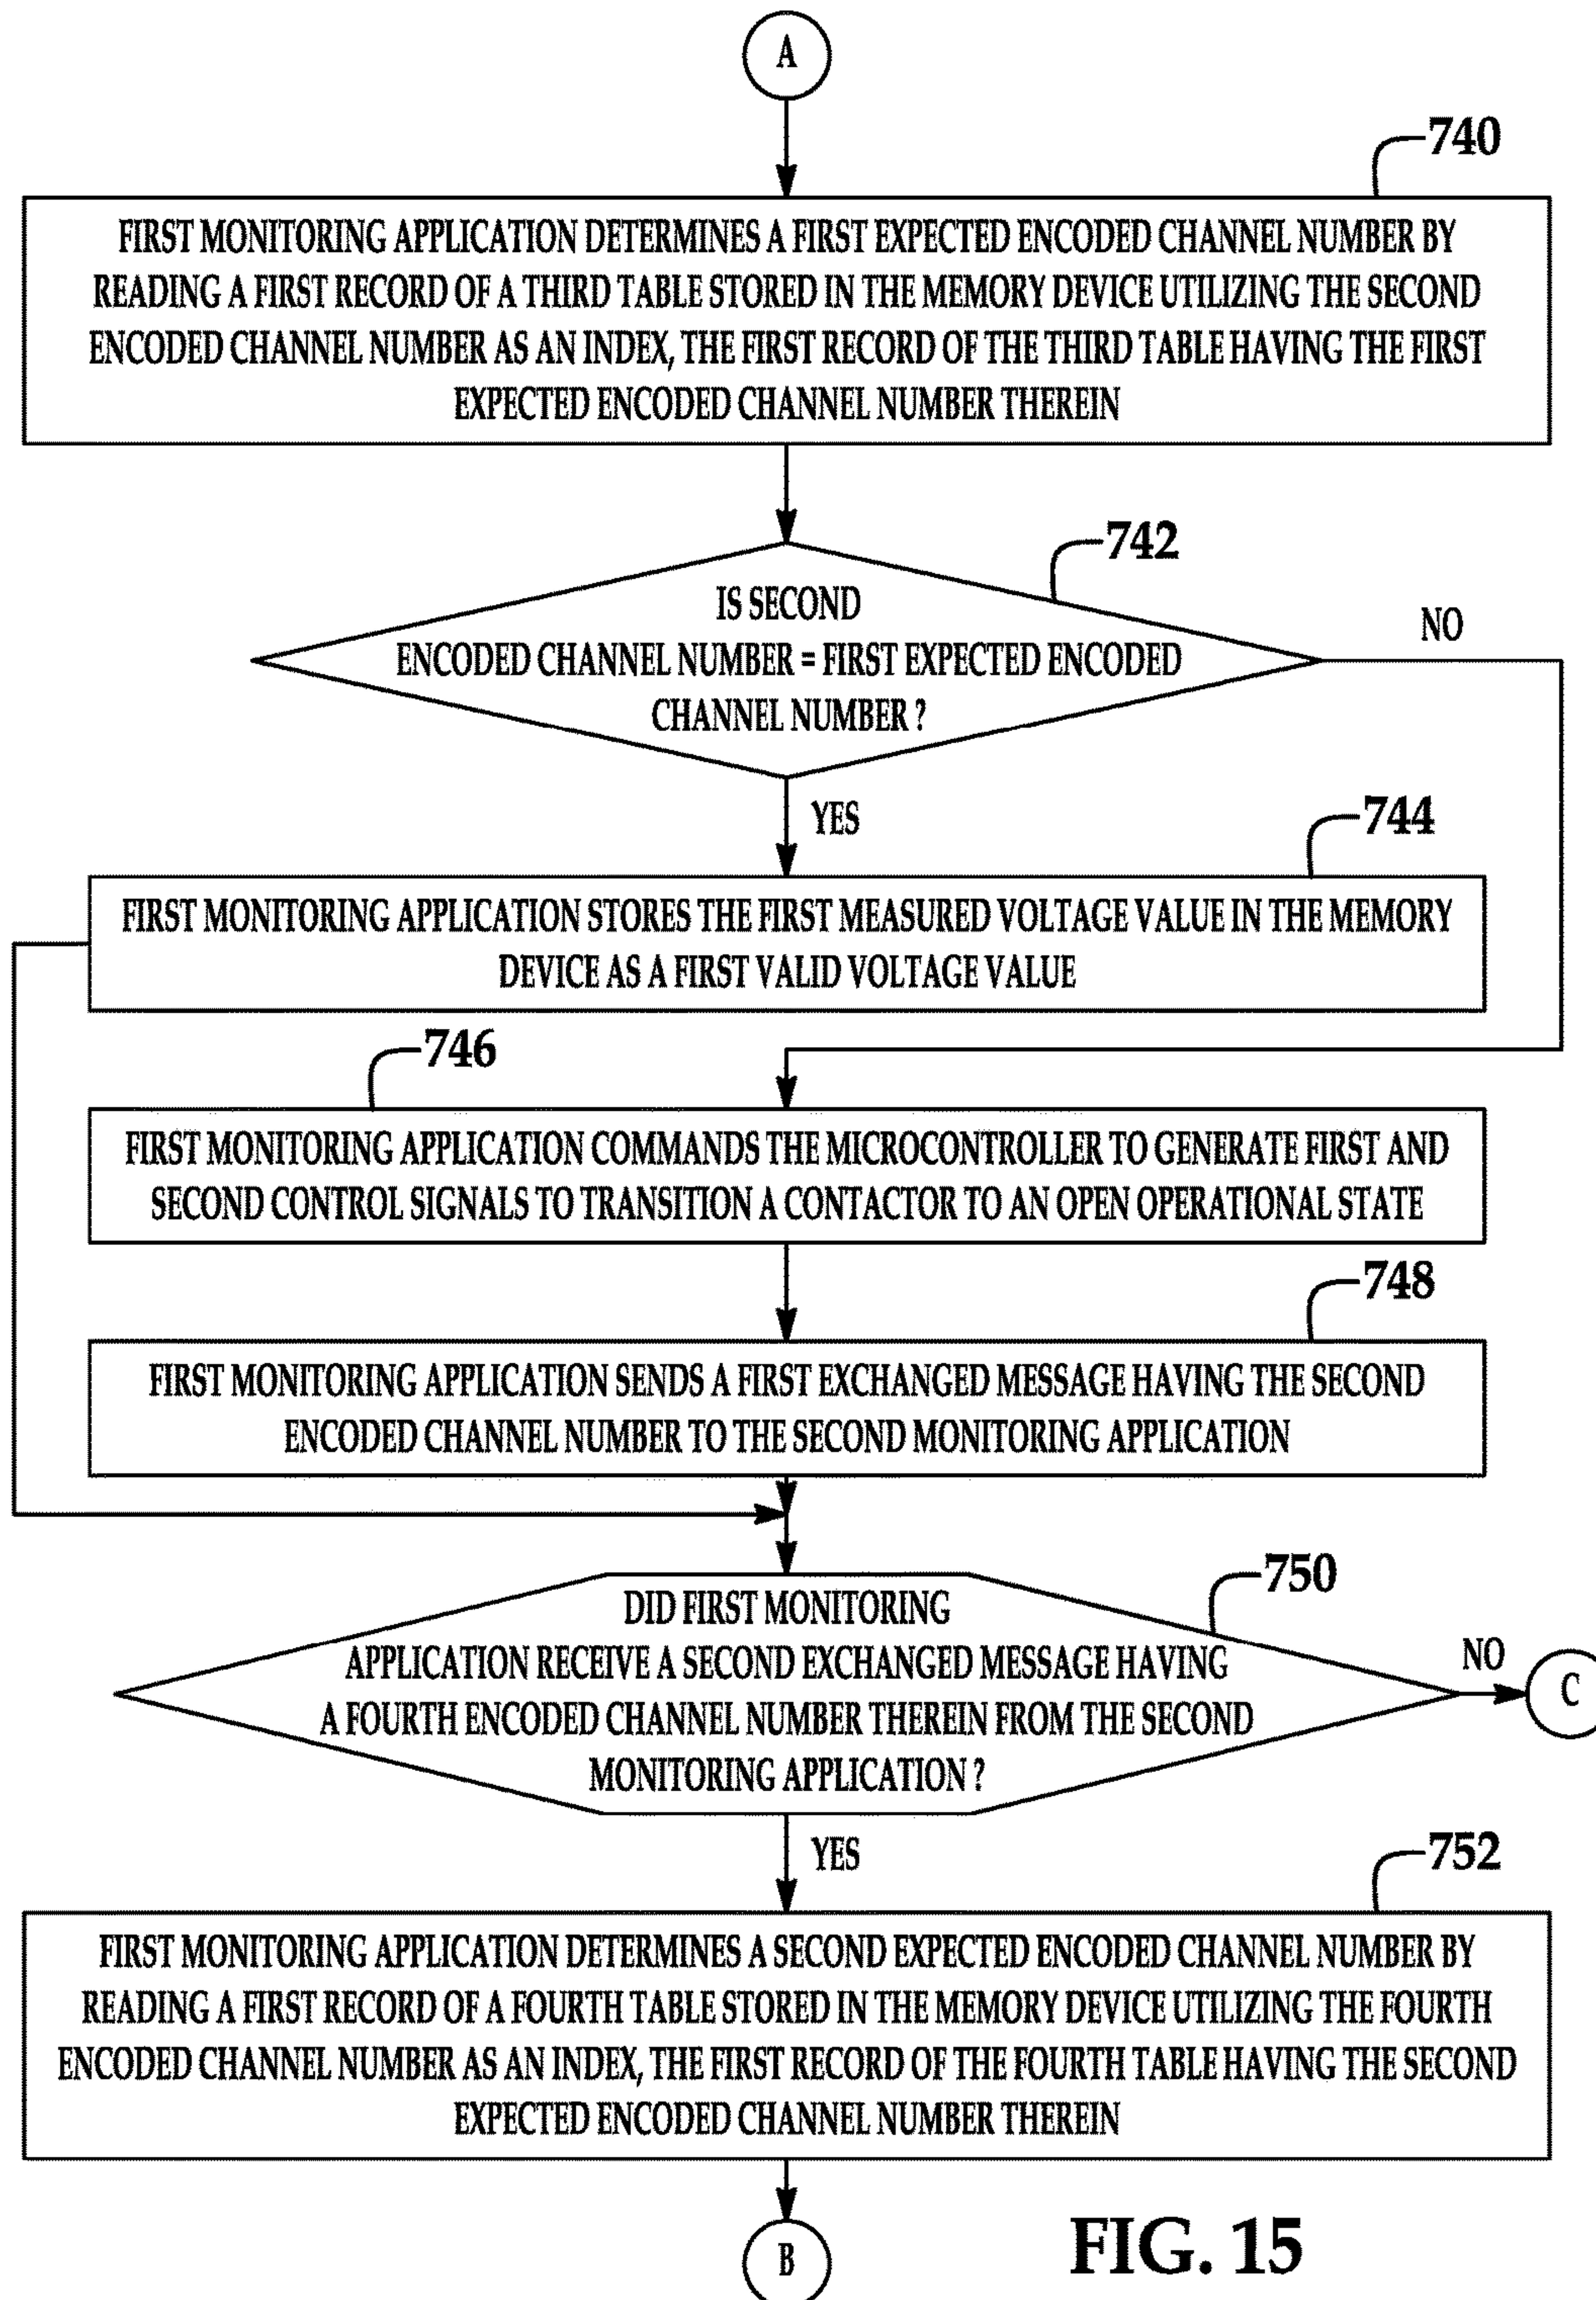 A
740
FIRST MONITORING APPLICATION DETERMINES A FIRST EXPECTED ENCODED CHANNEL NUMBER BY
READING A FIRST RECORD OF A THIRD TABLE STORED IN THE MEMORY DEVICE UTILIZING THE SECOND
ENCODED CHANNEL NUMBER AS AN INDEX, THE FIRST RECORD OF THE THIRD TABLE HAVING THE FIRST
EXPECTED ENCODED CHANNEL NUMBER THEREIN
742
IS SECOND
ENCODED CHANNEL NUMBER = FIRST EXPECTED ENCODED
CHANNEL NUMBER ?
NO
YES
744
FIRST MONITORING APPLICATION STORES THE FIRST MEASURED VOLTAGE VALUE IN THE MEMORY
DEVICE AS A FIRST VALID VOLTAGE VALUE
746
FIRST MONITORING APPLICATION COMMANDS THE MICROCONTROLLER TO GENERATE FIRST AND
SECOND CONTROL SIGNALS TO TRANSITION A CONTACTOR TO AN OPEN OPERATIONAL STATE
748
FIRST MONITORING APPLICATION SENDS A FIRST EXCHANGED MESSAGE HAVING THE SECOND
ENCODED CHANNEL NUMBER TO THE SECOND MONITORING APPLICATION
750
DID FIRST MONITORING
APPLICATION RECEIVE A SECOND EXCHANGED MESSAGE HAVING
A FOURTH ENCODED CHANNEL NUMBER THEREIN FROM THE SECOND
MONITORING APPLICATION ?
NO
C
YES
752
FIRST MONITORING APPLICATION DETERMINES A SECOND EXPECTED ENCODED CHANNEL NUMBER BY
READING A FIRST RECORD OF A FOURTH TABLE STORED IN THE MEMORY DEVICE UTILIZING THE FOURTH
ENCODED CHANNEL NUMBER AS AN INDEX, THE FIRST RECORD OF THE FOURTH TABLE HAVING THE SECOND
EXPECTED ENCODED CHANNEL NUMBER THEREIN
B
FIG. 15